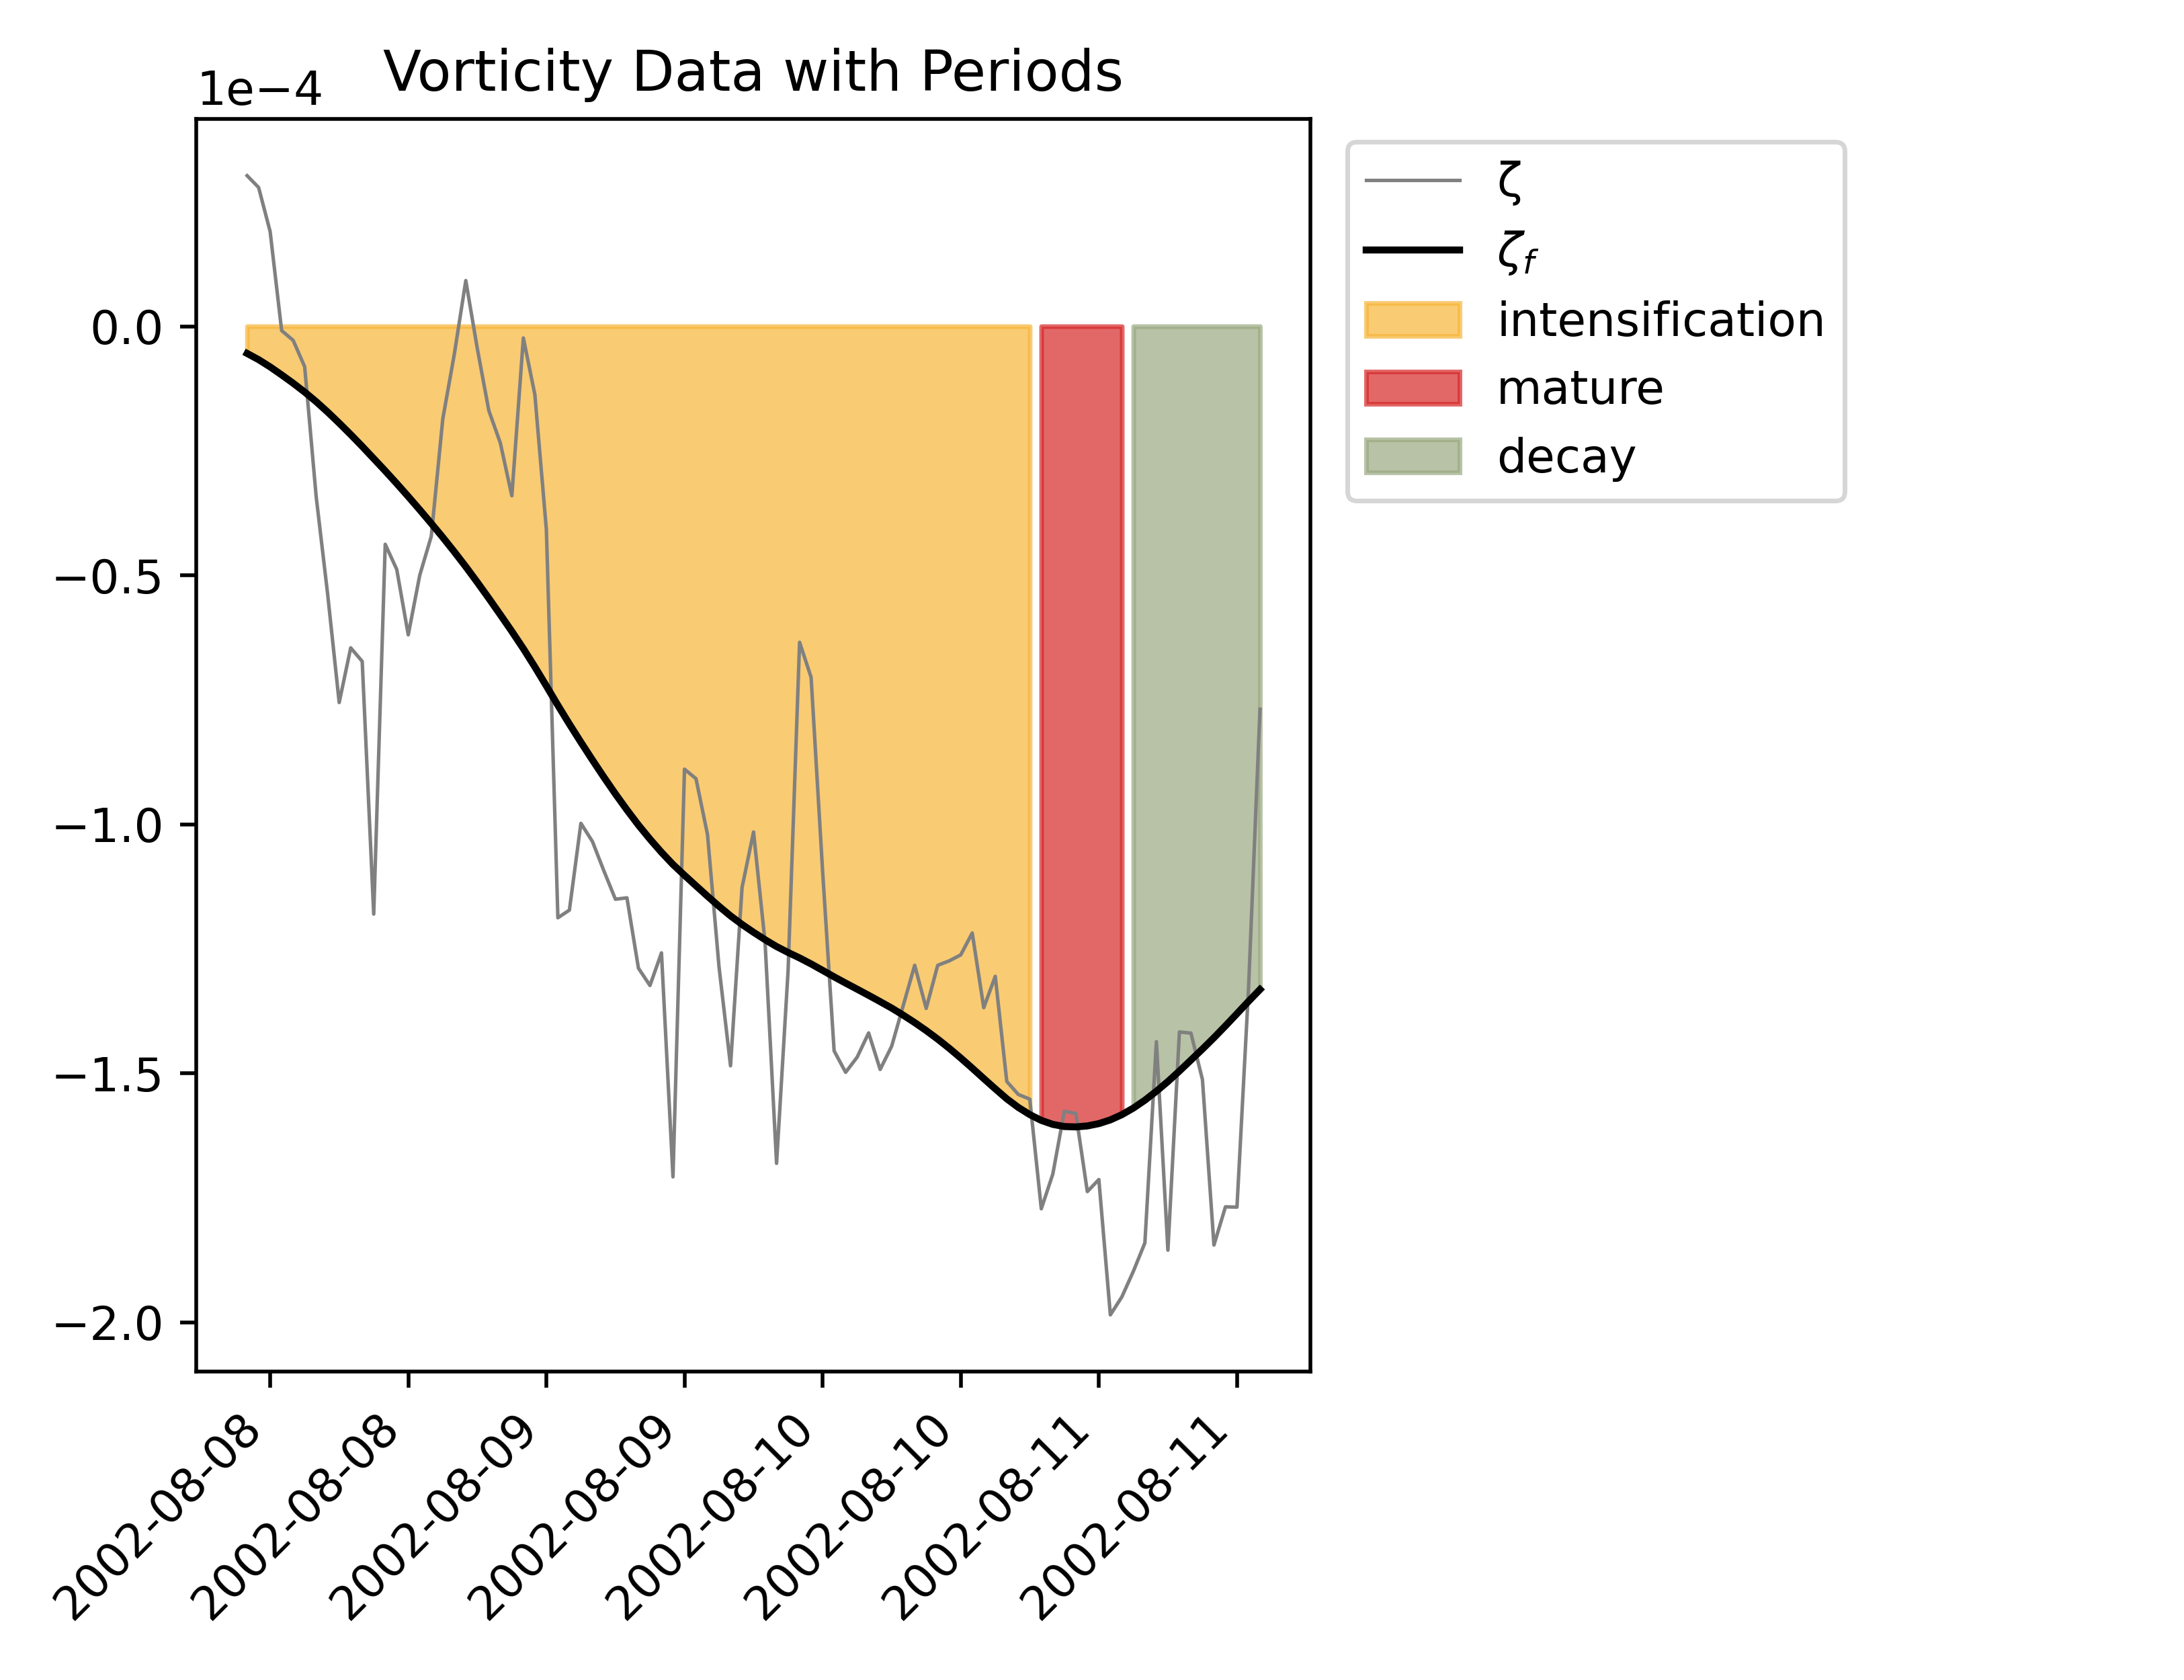 Vorticity Data with Periods
1e−4
0.0
−0.5
−1.0
−1.5
−2.0
2002-08-08
2002-08-08
2002-08-09
2002-08-09
2002-08-10
2002-08-10
2002-08-11
2002-08-11
ζ
ζf
intensification
mature
decay